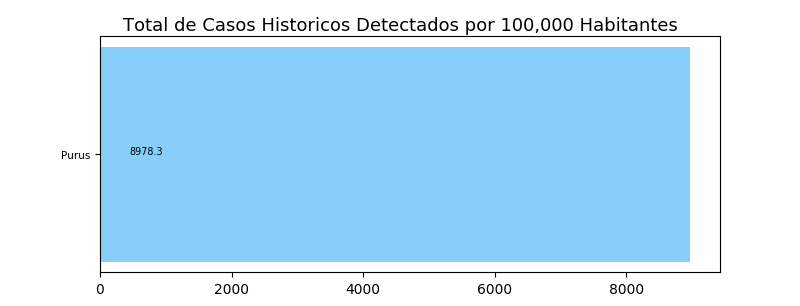 Total de Casos Historicos Detectados por 100,000 Habitantes
Purus
8978.3
0 2000 4000 6000 8000